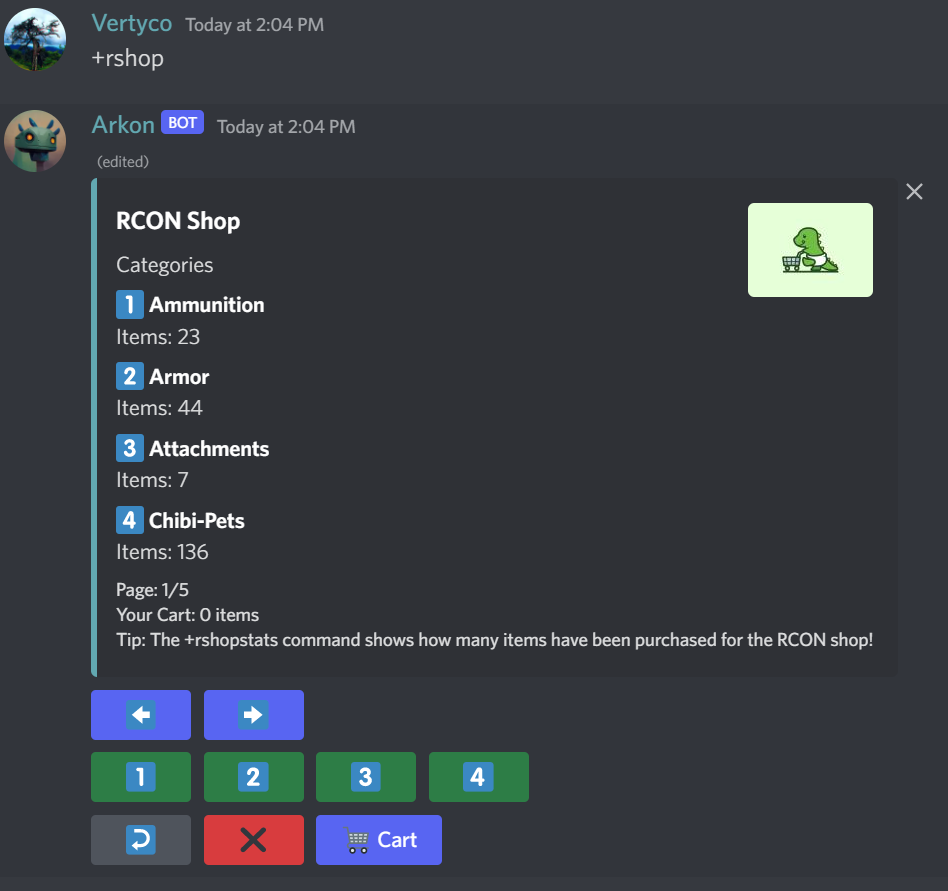 Vertyco Today at 2:04 PM
+rshop
Arkon BOT Today at 2:04 PM
(edited)
RCON Shop
Categories
1 Ammunition
Items: 23
2 Armor
Items: 44
3 Attachments
Items: 7
4 Chibi-Pets
Items: 136
Page: 1/5
Your Cart: 0 items
Tip: The +rshopstats command shows how many items have been purchased for the RCON shop!
1 2 3 4
Cart